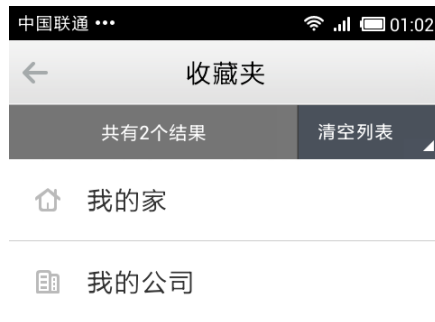 中国联通 ••• 01:02
收藏夹
共有2个结果 清空列表
我的家
我的公司